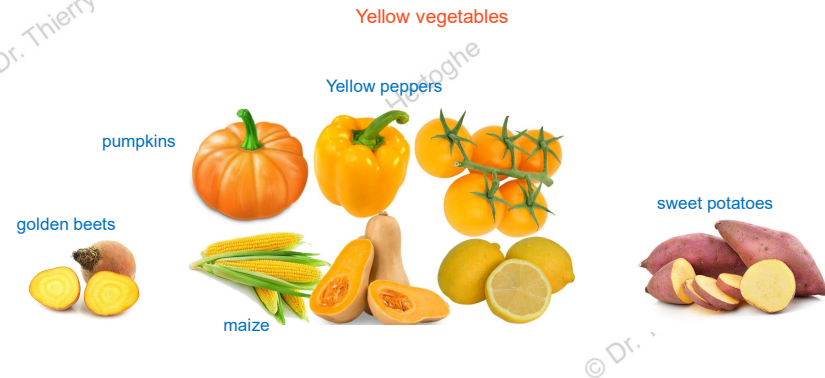 Yellow vegetables
Dr. Thierry
Hertoghe
Yellow peppers
pumpkins
sweet potatoes
golden beets
maize
© Dr.